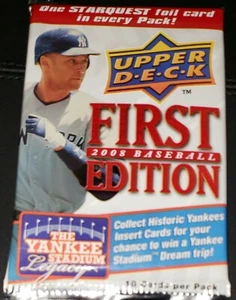 One STARQUEST foil card
in every Pack!
UPPER
D·E·C·K
™
FIRST
2008 BASEBALL
EDITION
THE
YANKEE
STADIUM
Legacy
Collect Historic Yankees
Insert Cards for your
chance to win a Yankee
Stadium™ Dream trip!
10 Cards per Pack